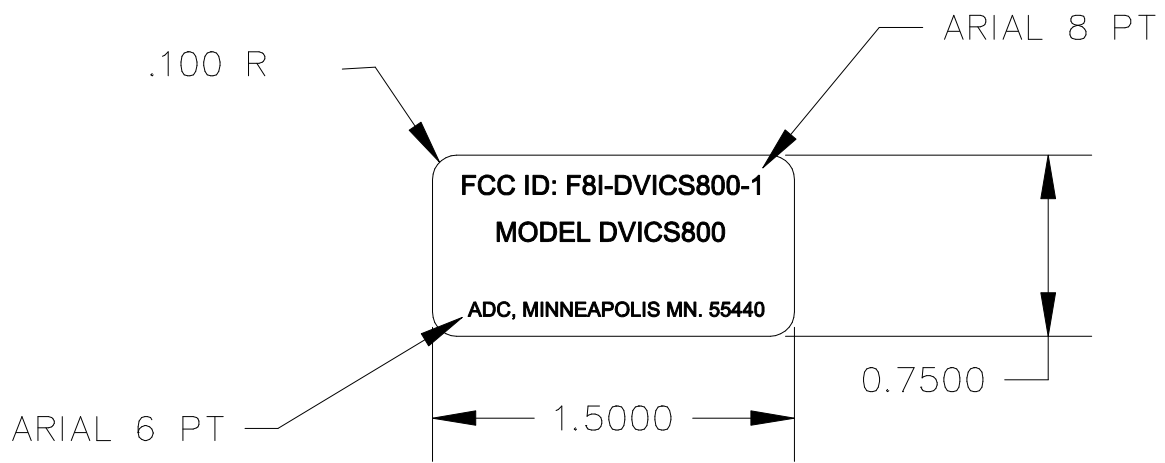 ARIAL 8 PT
.100 R
FCC ID: F8I-DVICS800-1
MODEL DVICS800
ADC, MINNEAPOLIS MN. 55440
0.7500
1.5000
ARIAL 6 PT